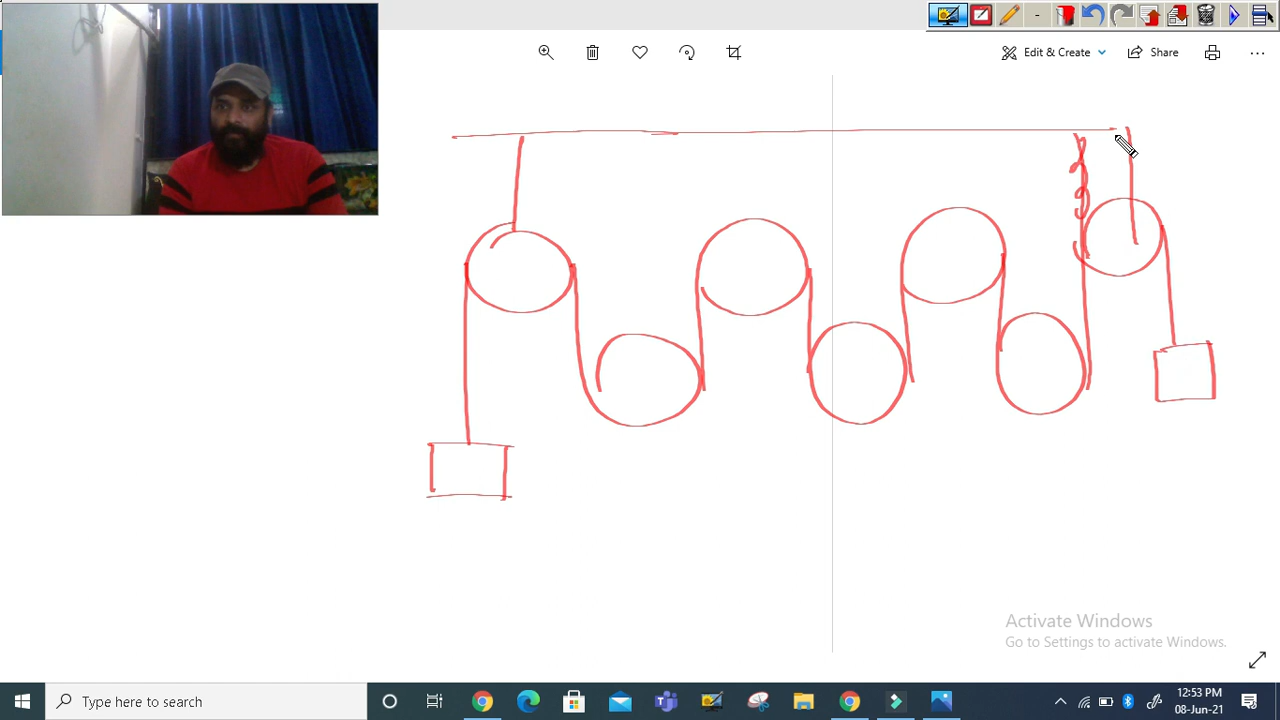 Edit & Create
Share
Activate Windows
Go to Settings to activate Windows.
Type here to search
12:53 PM
08-Jun-21